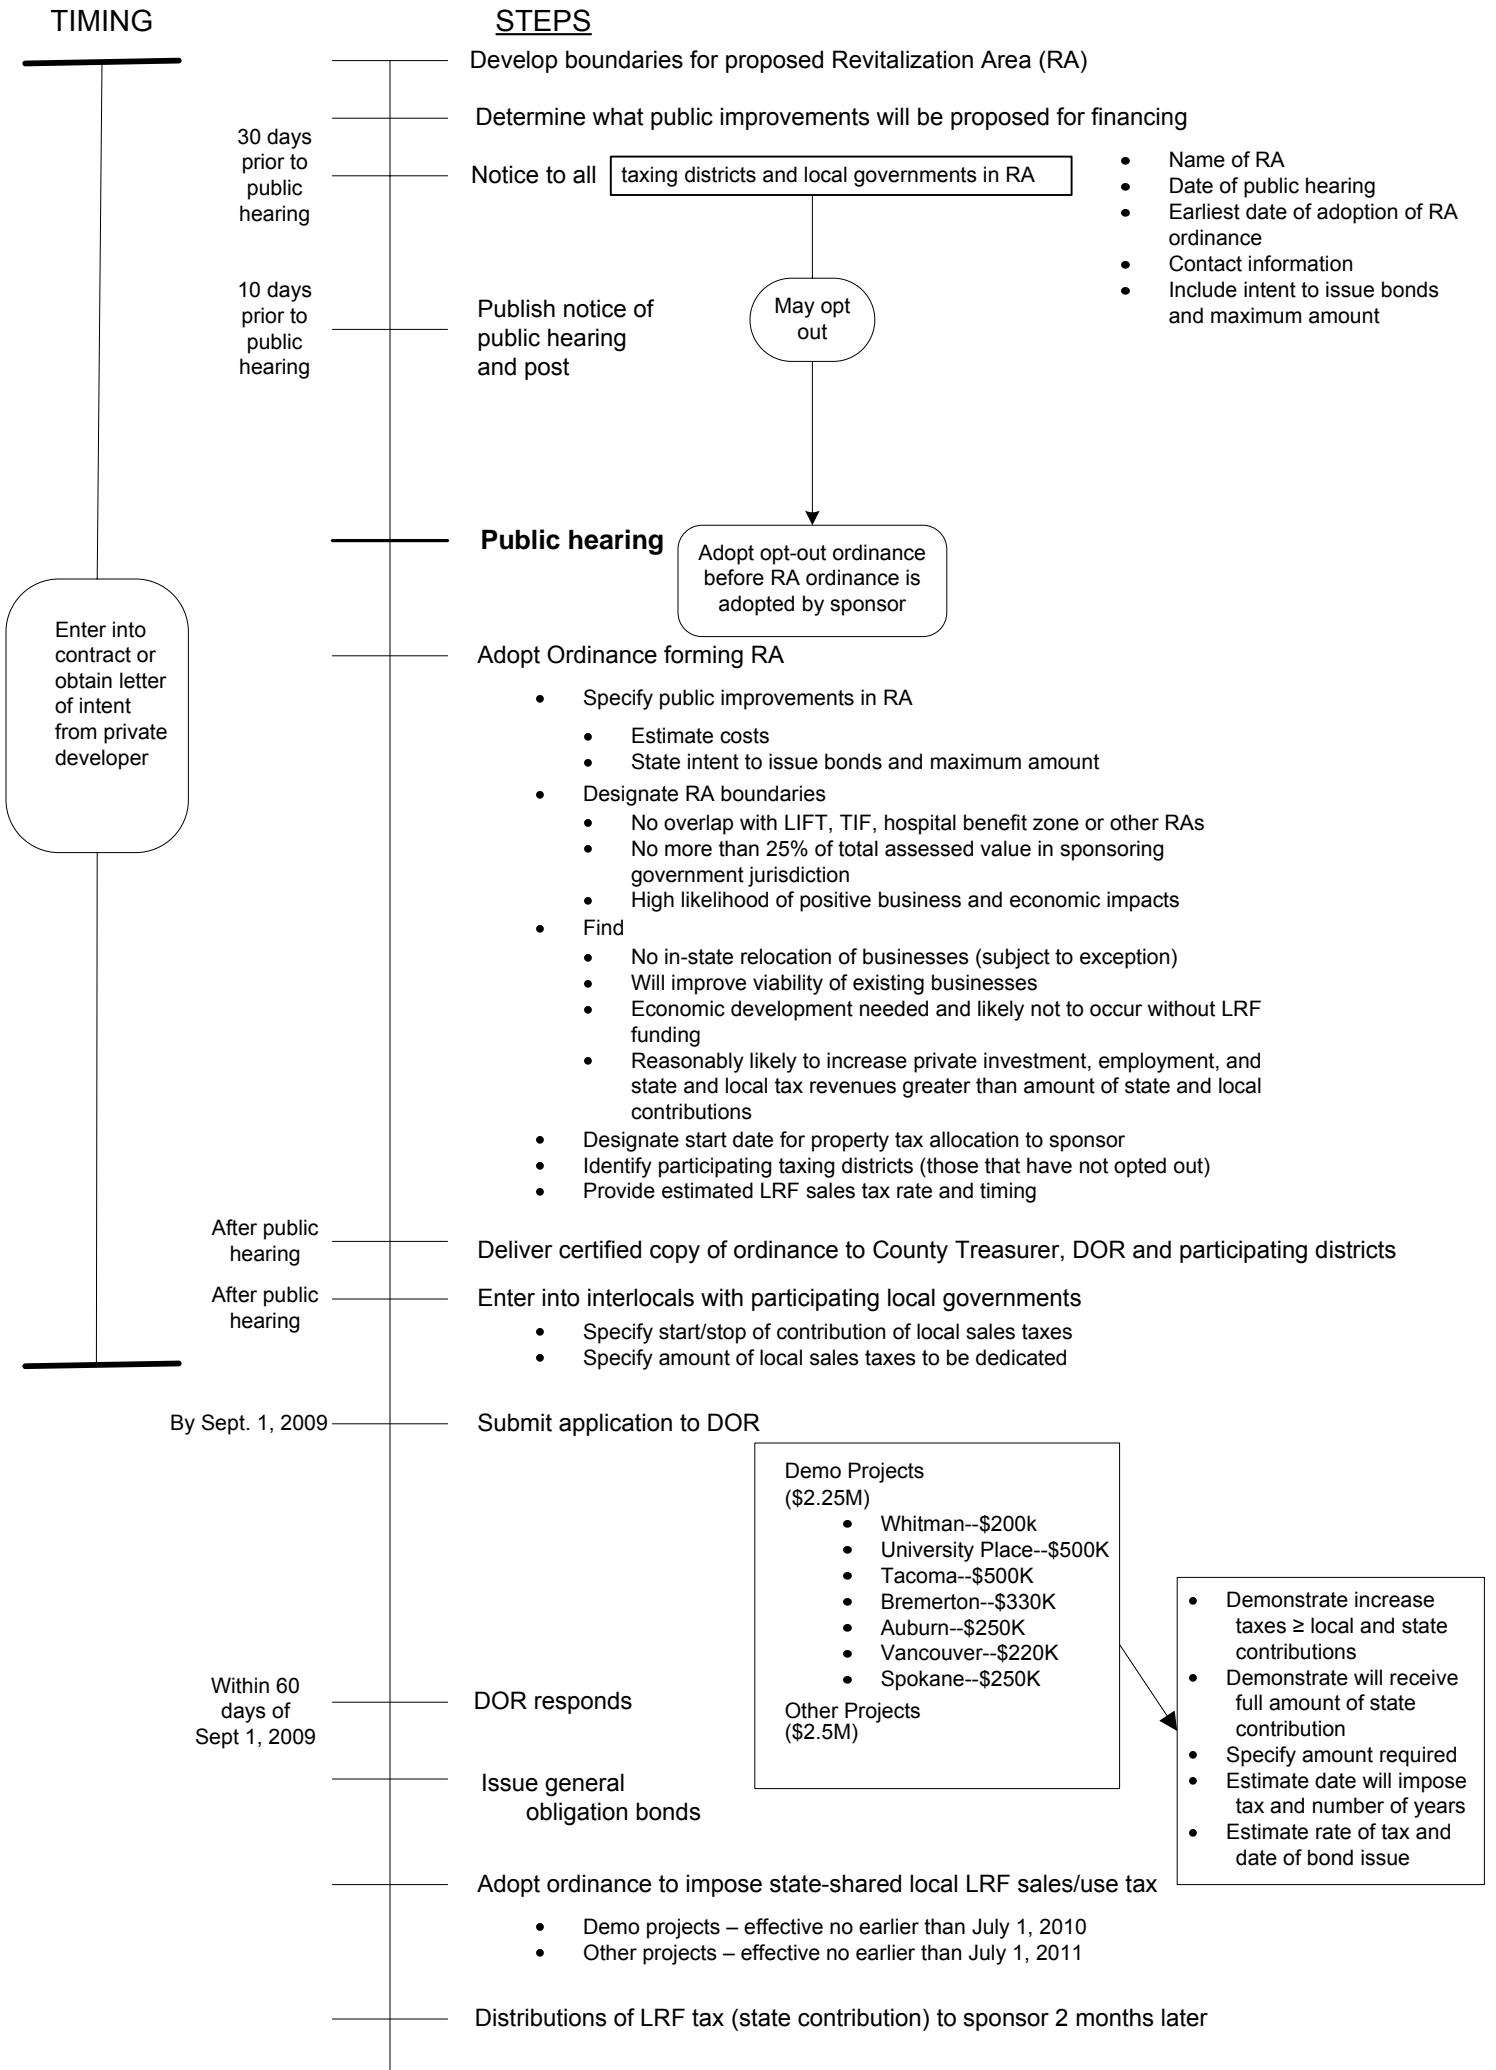 TIMING
STEPS
Develop boundaries for proposed Revitalization Area (RA)
Determine what public improvements will be proposed for financing
30 days
prior to
public
hearing
Notice to all taxing districts and local governments in RA
• Name of RA
• Date of public hearing
• Earliest date of adoption of RA
ordinance
• Contact information
• Include intent to issue bonds
and maximum amount
10 days
prior to
public
hearing
Publish notice of
public hearing
and post
May opt
out
Public hearing
Adopt opt-out ordinance
before RA ordinance is
adopted by sponsor
Enter into
contract or
obtain letter
of intent
from private
developer
Adopt Ordinance forming RA
• Specify public improvements in RA
• Estimate costs
• State intent to issue bonds and maximum amount
• Designate RA boundaries
• No overlap with LIFT, TIF, hospital benefit zone or other RAs
• No more than 25% of total assessed value in sponsoring
government jurisdiction
• High likelihood of positive business and economic impacts
• Find
• No in-state relocation of businesses (subject to exception)
• Will improve viability of existing businesses
• Economic development needed and likely not to occur without LRF
funding
• Reasonably likely to increase private investment, employment, and
state and local tax revenues greater than amount of state and local
contributions
• Designate start date for property tax allocation to sponsor
• Identify participating taxing districts (those that have not opted out)
• Provide estimated LRF sales tax rate and timing
After public
hearing
Deliver certified copy of ordinance to County Treasurer, DOR and participating districts
After public
hearing
Enter into interlocals with participating local governments
• Specify start/stop of contribution of local sales taxes
• Specify amount of local sales taxes to be dedicated
By Sept. 1, 2009
Submit application to DOR
Demo Projects
($2.25M)
• Whitman--$200k
• University Place--$500K
• Tacoma--$500K
• Bremerton--$330K
• Auburn--$250K
• Vancouver--$220K
• Spokane--$250K
Other Projects
($2.5M)
• Demonstrate increase
taxes ≥ local and state
contributions
• Demonstrate will receive
full amount of state
contribution
• Specify amount required
• Estimate date will impose
tax and number of years
• Estimate rate of tax and
date of bond issue
Within 60
days of
Sept 1, 2009
DOR responds
Issue general
obligation bonds
Adopt ordinance to impose state-shared local LRF sales/use tax
• Demo projects – effective no earlier than July 1, 2010
• Other projects – effective no earlier than July 1, 2011
Distributions of LRF tax (state contribution) to sponsor 2 months later